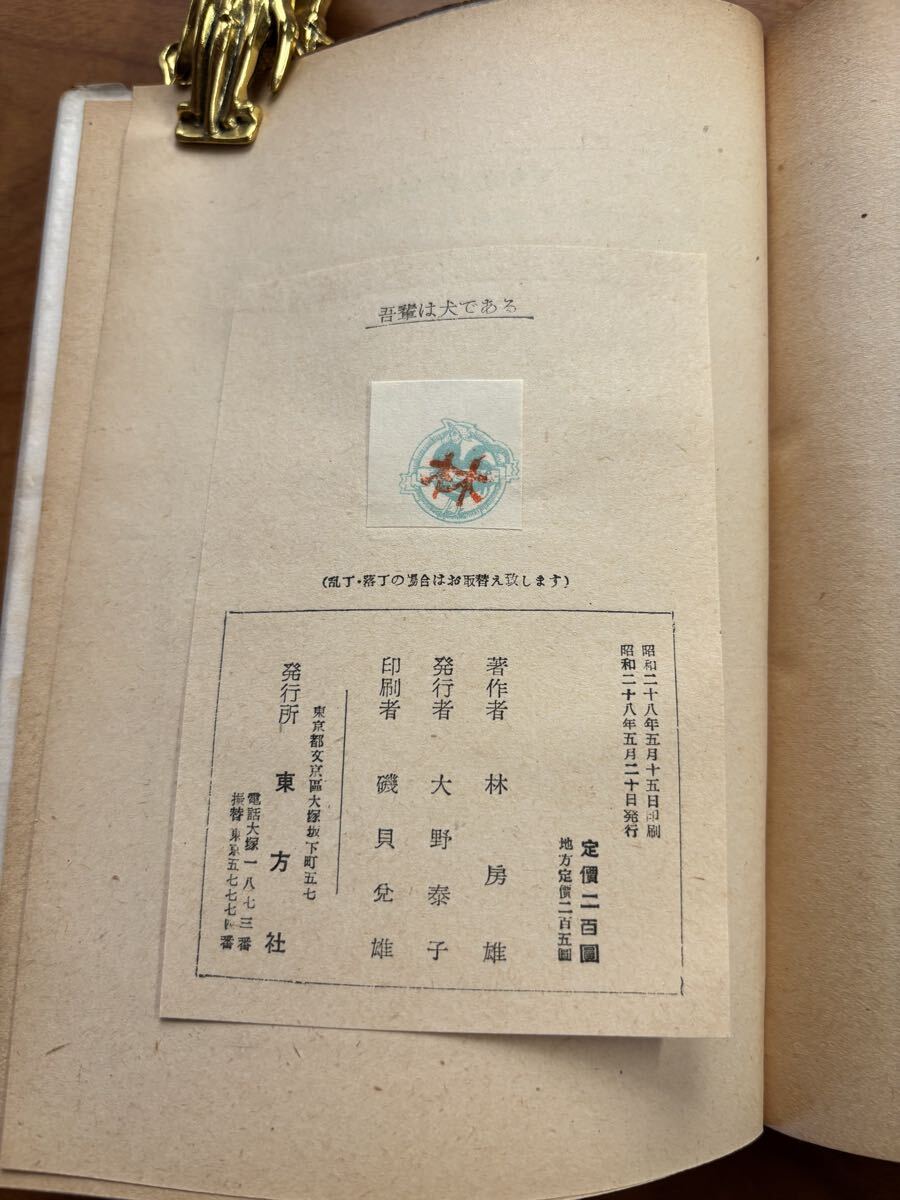 吾輩は犬である
林
(乱丁・落丁の場合はお取替え致します)
昭和二十八年五月十五日印刷
昭和二十八年五月二十日発行
定價二百圓
地方定價二百五圓
著作者 林房雄
発行者 大野泰子
印刷者 磯貝兌雄
東京都文京區大塚坂下町五七
発行所 東方社
電話大塚一八七三番
振替東京五七七七四番